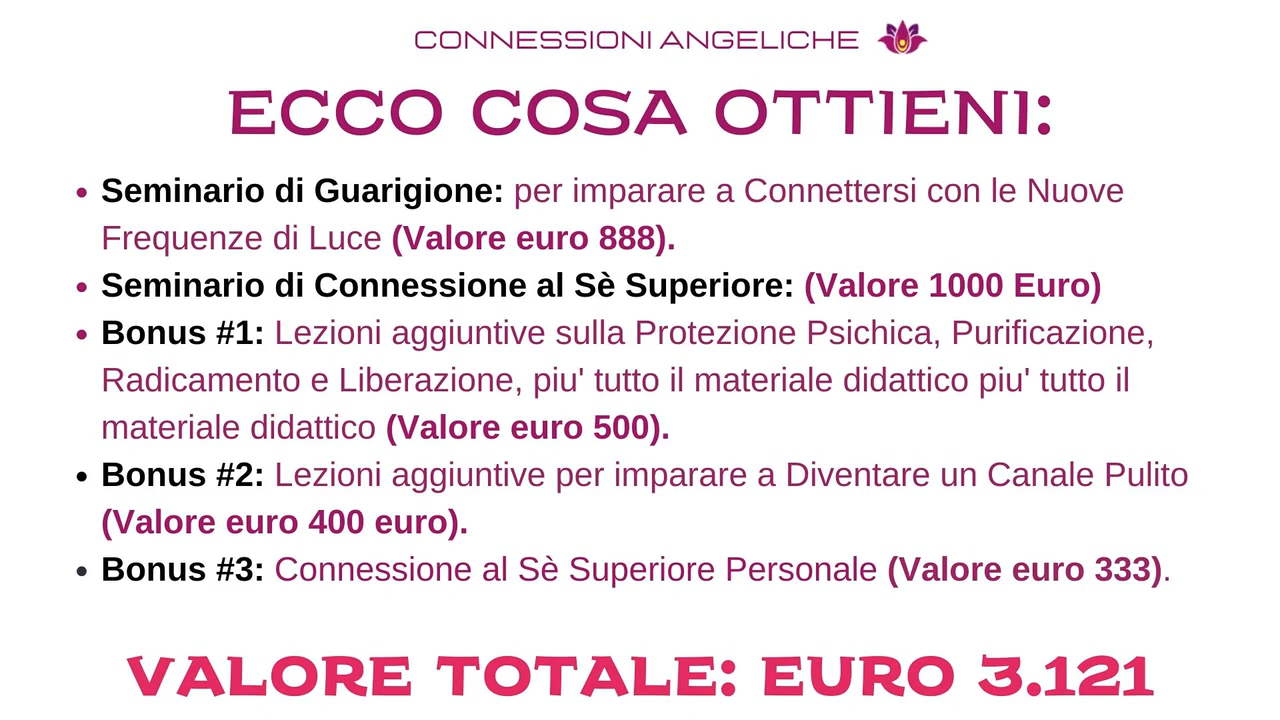 CONNESSIONI ANGELICHE
ECCO COSA OTTIENI:
• Seminario di Guarigione: per imparare a Connettersi con le Nuove
Frequenze di Luce (Valore euro 888).
• Seminario di Connessione al Sè Superiore: (Valore 1000 Euro)
• Bonus #1: Lezioni aggiuntive sulla Protezione Psichica, Purificazione,
Radicamento e Liberazione, piu' tutto il materiale didattico piu' tutto il
materiale didattico (Valore euro 500).
• Bonus #2: Lezioni aggiuntive per imparare a Diventare un Canale Pulito
(Valore euro 400 euro).
• Bonus #3: Connessione al Sè Superiore Personale (Valore euro 333).
VALORE TOTALE: EURO 3.121